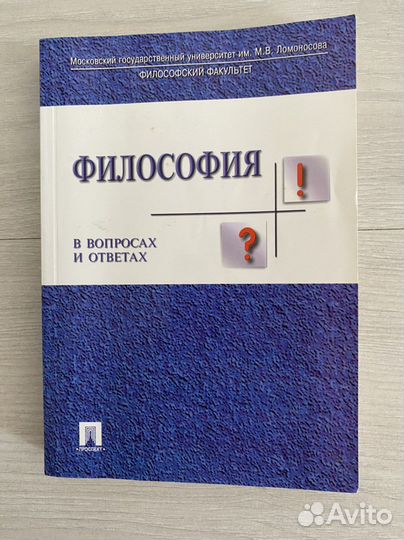 Московский государственный университет им. М.В. Ломоносова
ФИЛОСОФСКИЙ ФАКУЛЬТЕТ
ФИЛОСОФИЯ
!
?
В ВОПРОСАХ
И ОТВЕТАХ
• ПРОСПЕКТ •
Avito